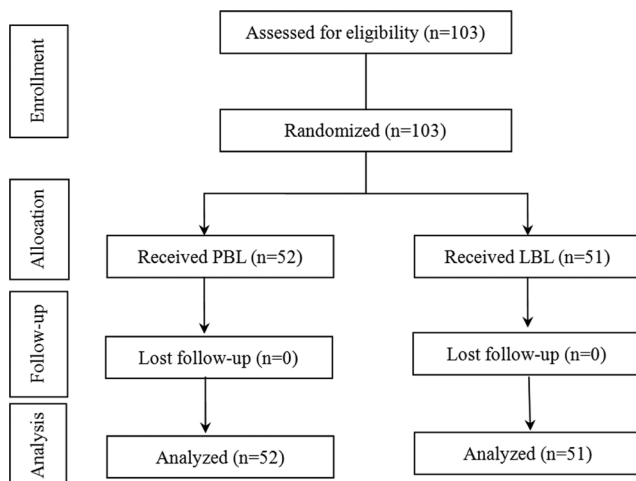 Enrollment
Assessed for eligibility (n=103)
Randomized (n=103)
Allocation
Received PBL (n=52)
Received LBL (n=51)
Follow-up
Lost follow-up (n=0)
Lost follow-up (n=0)
Analysis
Analyzed (n=52)
Analyzed (n=51)